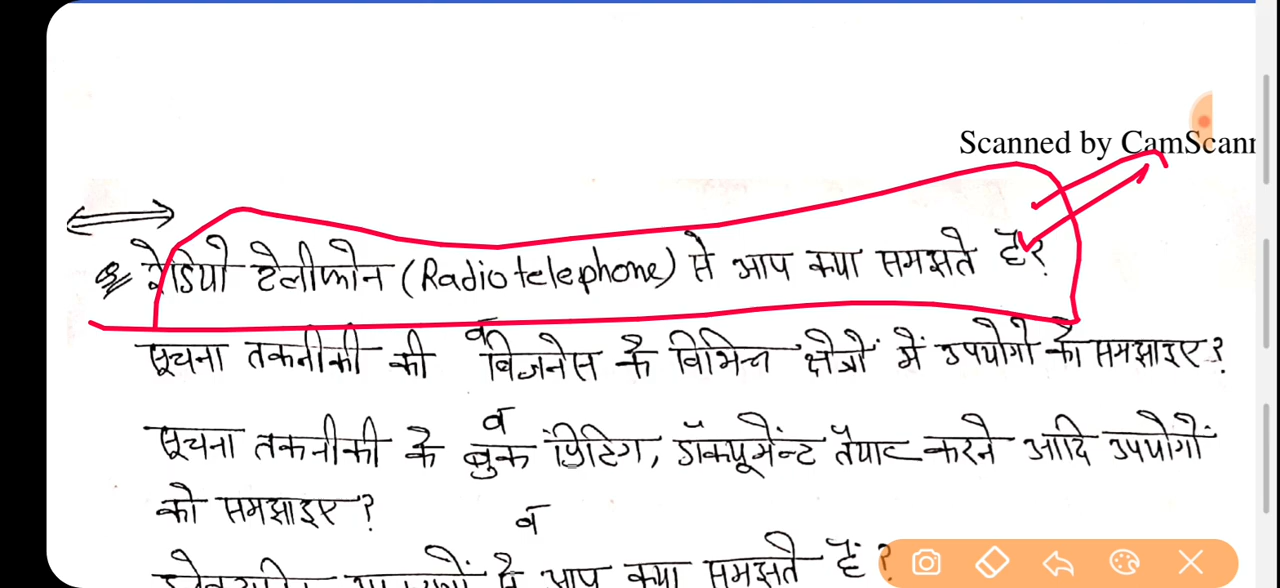 Scanned by CamScanr
रेडियो टेलीफोन (Radio telephone) से आप क्या समझते हैं?
सूचना तकनीकी की व बिजनेस के विभिन्न क्षेत्रों में उपयोगों को समझाइए?
सूचना तकनीकी के व बुक प्रिंटिंग, डॉक्यूमेंन्ट तैयार करने आदि उपयोगों
को समझाइए?
व
से आप क्या समझते हैं?